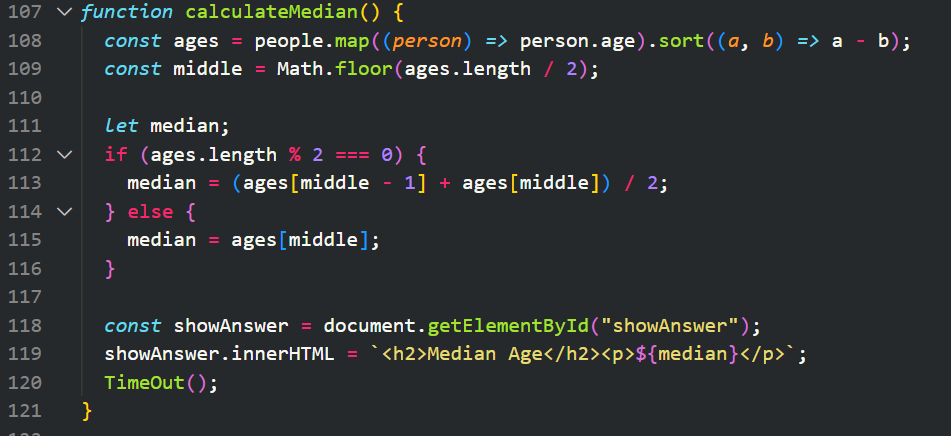 107 function calculateMedian() {
108   const ages = people.map((person) => person.age).sort((a, b) => a - b);
109   const middle = Math.floor(ages.length / 2);
110
111   let median;
112   if (ages.length % 2 === 0) {
113     median = (ages[middle - 1] + ages[middle]) / 2;
114   } else {
115     median = ages[middle];
116   }
117
118   const showAnswer = document.getElementById("showAnswer");
119   showAnswer.innerHTML = `<h2>Median Age</h2><p>${median}</p>`;
120   TimeOut();
121 }